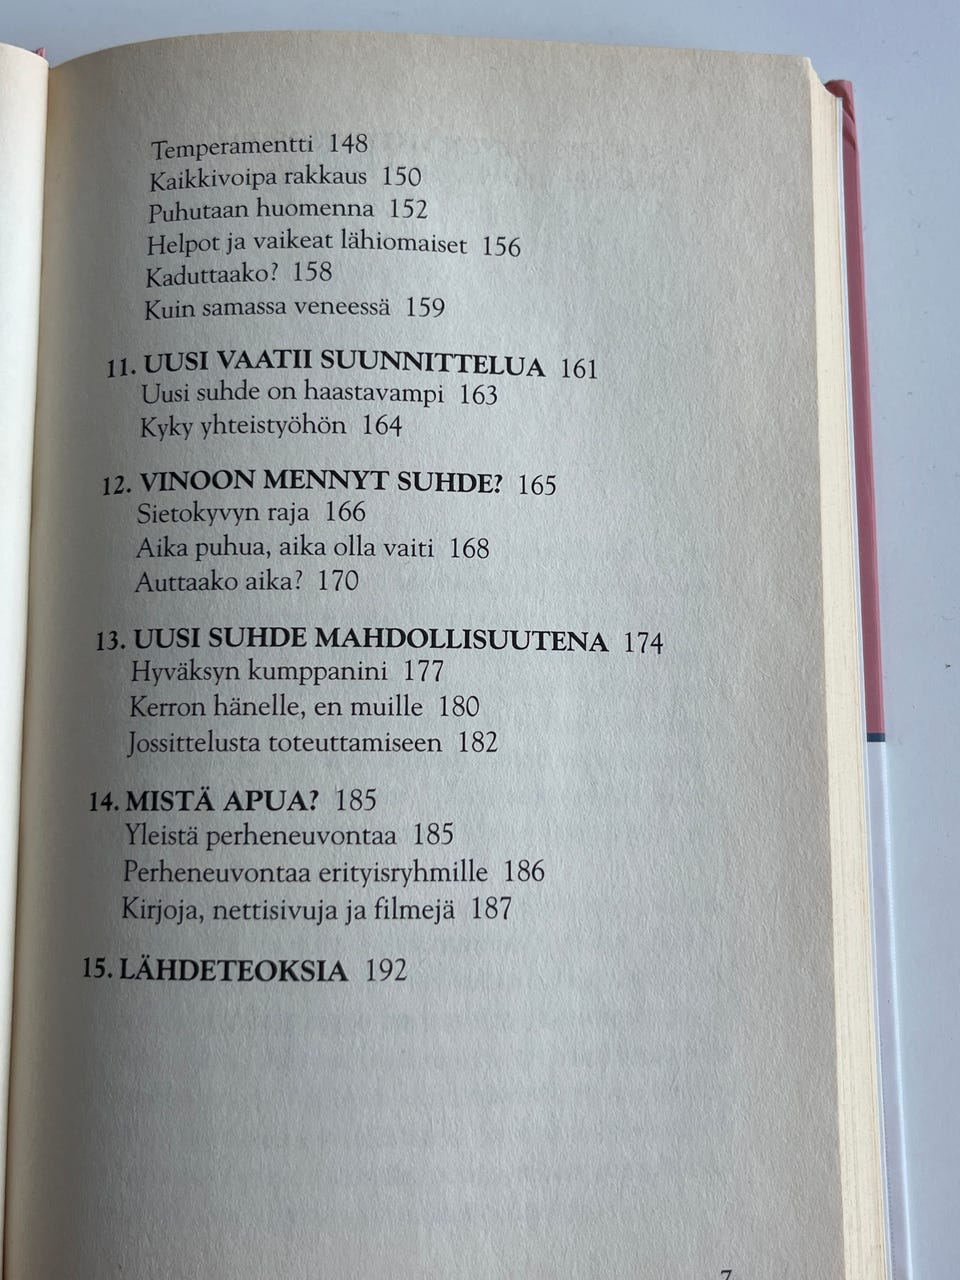 Temperamentti 148
Kaikkivoipa rakkaus 150
Puhutaan huomenna 152
Helpot ja vaikeat lähiomaiset 156
Kaduttaako? 158
Kuin samassa veneessä 159
11. UUSI VAATII SUUNNITTELUA 161
Uusi suhde on haastavampi 163
Kyky yhteistyöhön 164
12. VINOON MENNYT SUHDE? 165
Sietokyvyn raja 166
Aika puhua, aika olla vaiti 168
Auttaako aika? 170
13. UUSI SUHDE MAHDOLLISUUTENA 174
Hyväksyn kumppanini 177
Kerron hänelle, en muille 180
Jossittelusta toteuttamiseen 182
14. MISTÄ APUA? 185
Yleistä perheneuvontaa 185
Perheneuvontaa erityisryhmille 186
Kirjoja, nettisivuja ja filmejä 187
15. LÄHDETEOKSIA 192
7